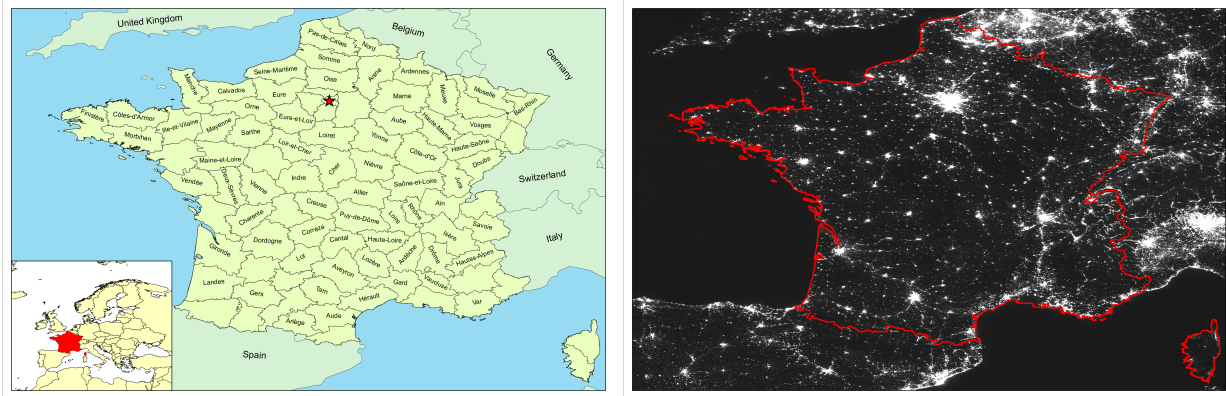 United Kingdom
Belgium
Germany
Pas-de-Calais
Nord
Somme
Seine-Maritime
Oise
Aisne
Ardennes
Manche
Calvados
Eure
Marne
Meuse
Moselle
Bas-Rhin
Orne
Finistère
Côtes-d'Armor
Ille-et-Vilaine
Mayenne
Eure-et-Loir
Aube
Haute-Marne
Vosges
Morbihan
Sarthe
Loiret
Yonne
Haute-Saône
Loir-et-Cher
Côte-d'Or
Doubs
Maine-et-Loire
Cher
Nièvre
Switzerland
Vendée
Deux-Sèvres
Vienne
Indre
Allier
Saône-et-Loire
Jura
Creuse
Ain
Charente
Puy-de-Dôme
Loire
Rhône
Savoie
Corrèze
Isère
Italy
Dordogne
Cantal
Haute-Loire
Gironde
Lot
Lozère
Ardèche
Drôme
Hautes-Alpes
Aveyron
Landes
Gers
Tarn
Gard
Vaucluse
Hérault
Var
Ariège
Aude
Spain